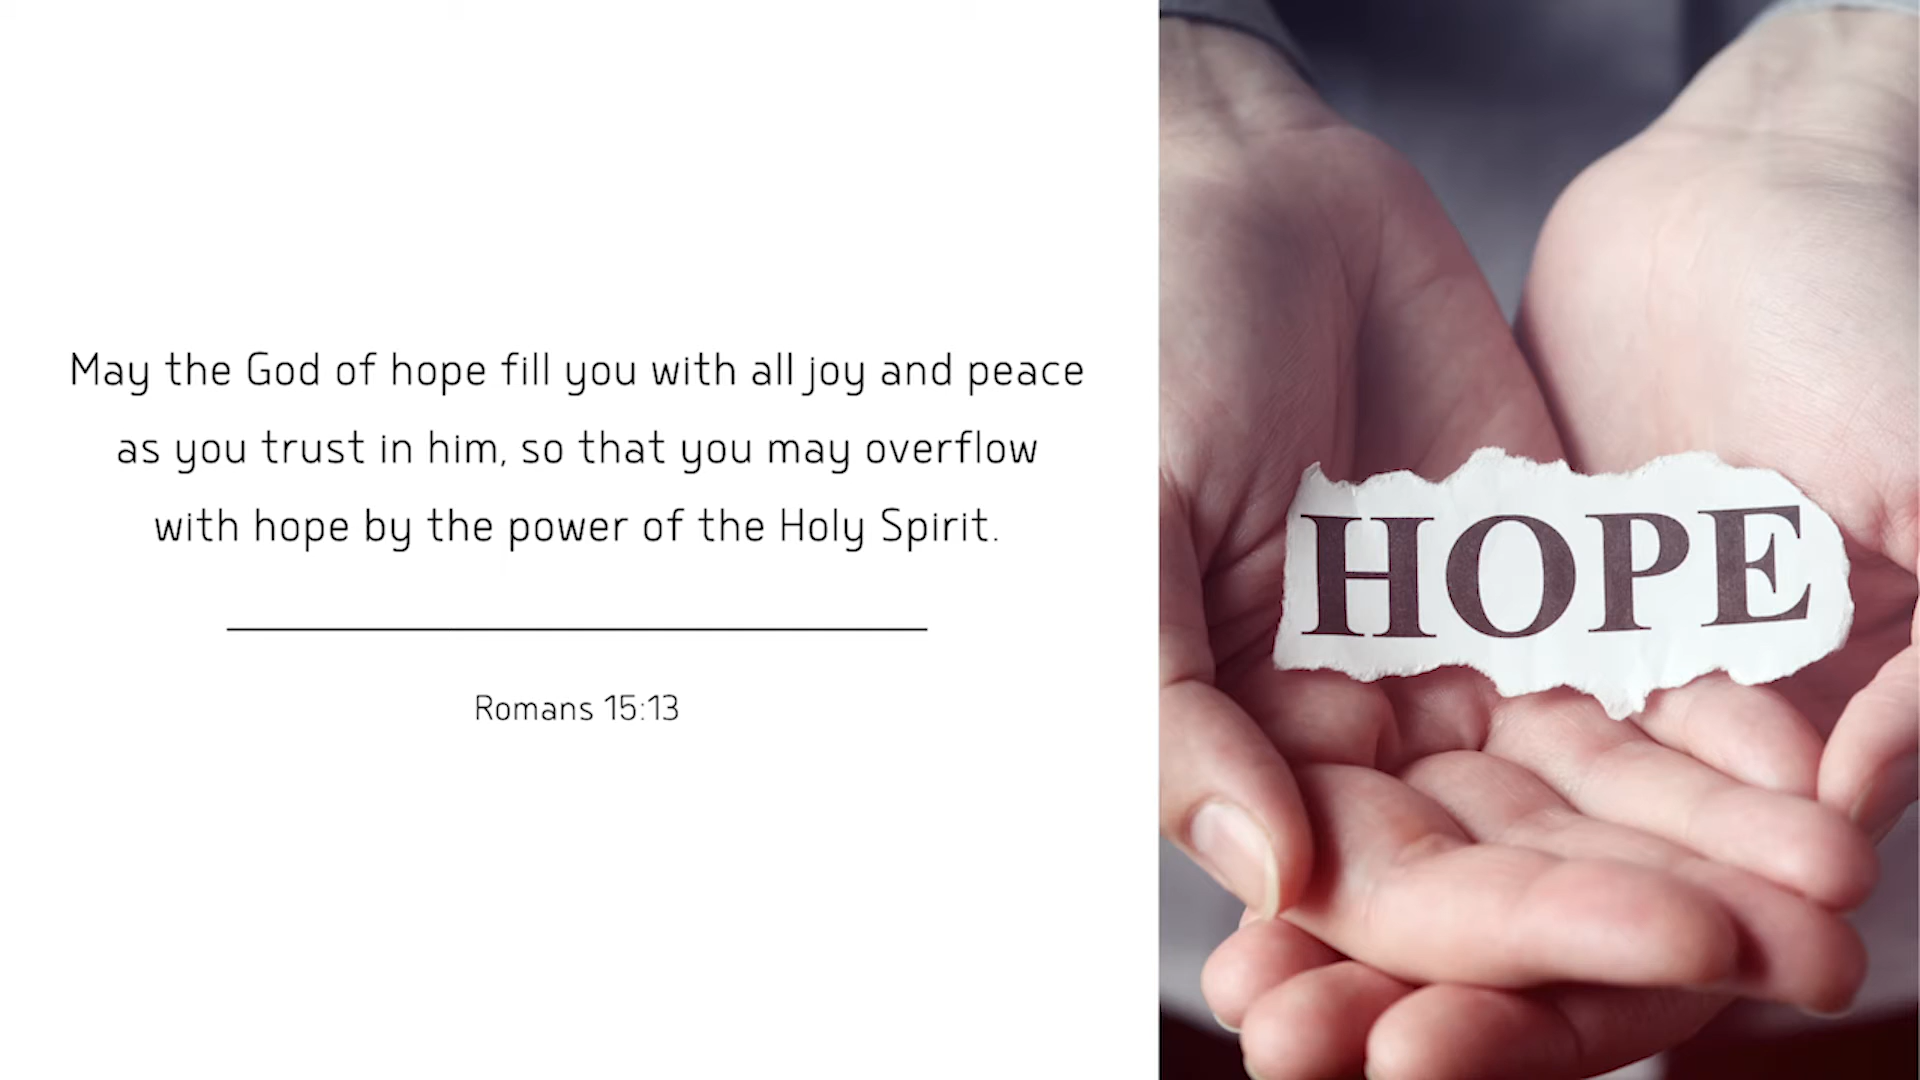 May the God of hope fill you with all joy and peace
as you trust in him, so that you may overflow
with hope by the power of the Holy Spirit.
Romans 15:13
HOPE